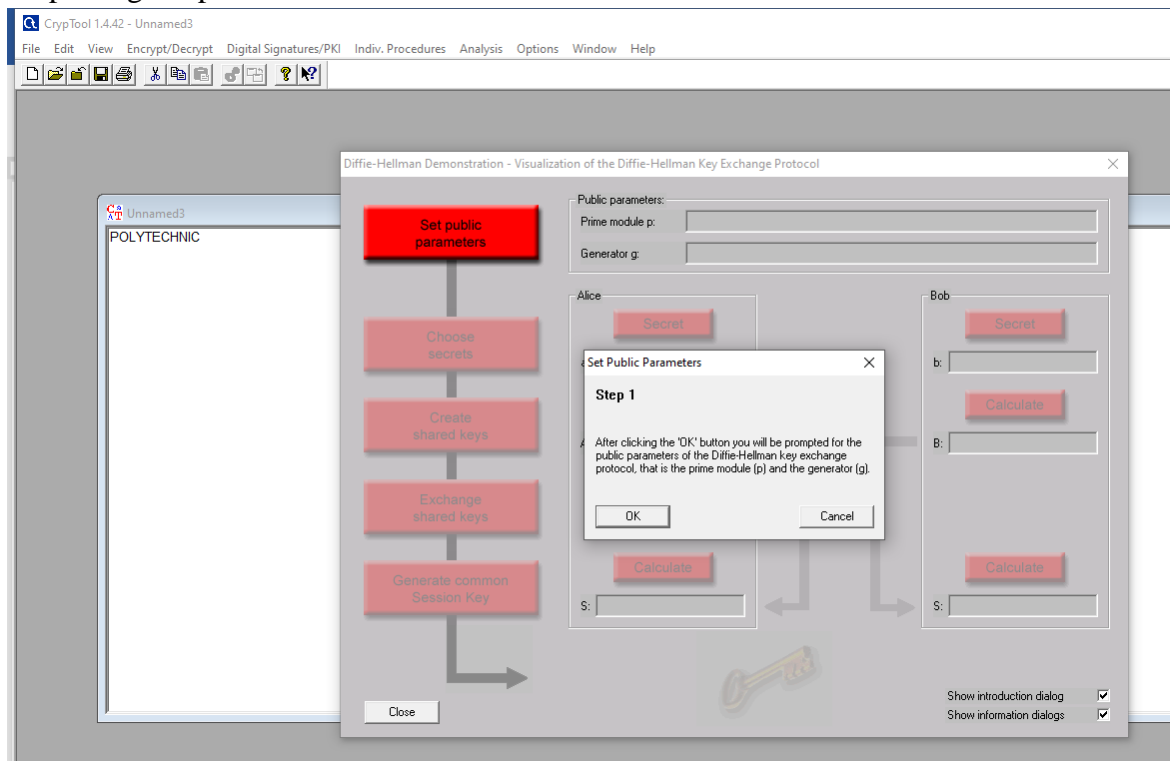 CrypTool 1.4.42 - Unnamed3
File Edit View Encrypt/Decrypt Digital Signatures/PKI Indiv. Procedures Analysis Options Window Help
Diffie-Hellman Demonstration - Visualization of the Diffie-Hellman Key Exchange Protocol
Unnamed3
POLYTECHNIC
Set public
parameters
Choose
secrets
Create
shared keys
Exchange
shared keys
Generate common
Session Key
Close
Public parameters:
Prime module p:
Generator g:
Alice
Secret
Set Public Parameters
Step 1
After clicking the 'OK' button you will be prompted for the
public parameters of the Diffie-Hellman key exchange
protocol, that is the prime module (p) and the generator (g).
OK Cancel
Calculate
S:
Bob
Secret
b:
Calculate
B:
Calculate
S:
Show introduction dialog
Show information dialogs